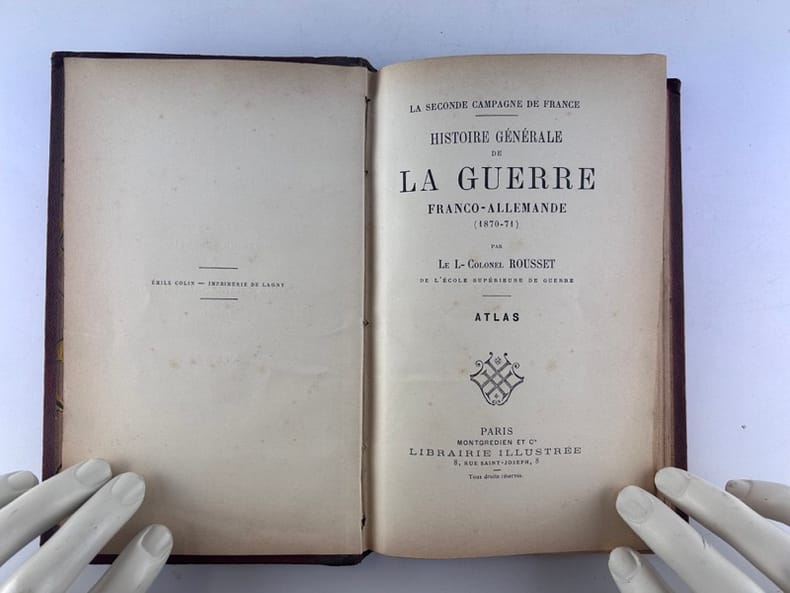 ÉMILE COLIN — IMPRIMERIE DE LAGNY
LA SECONDE CAMPAGNE DE FRANCE
HISTOIRE GÉNÉRALE
DE
LA GUERRE
FRANCO-ALLEMANDE
(1870-71)
PAR
LE Lt- COLONEL ROUSSET
DE L'ÉCOLE SUPÉRIEURE DE GUERRE
ATLAS
PARIS
MONTGREDIEN ET Cie
LIBRAIRIE ILLUSTRÉE
8, RUE SAINT-JOSEPH, 8
Tous droits réservés.